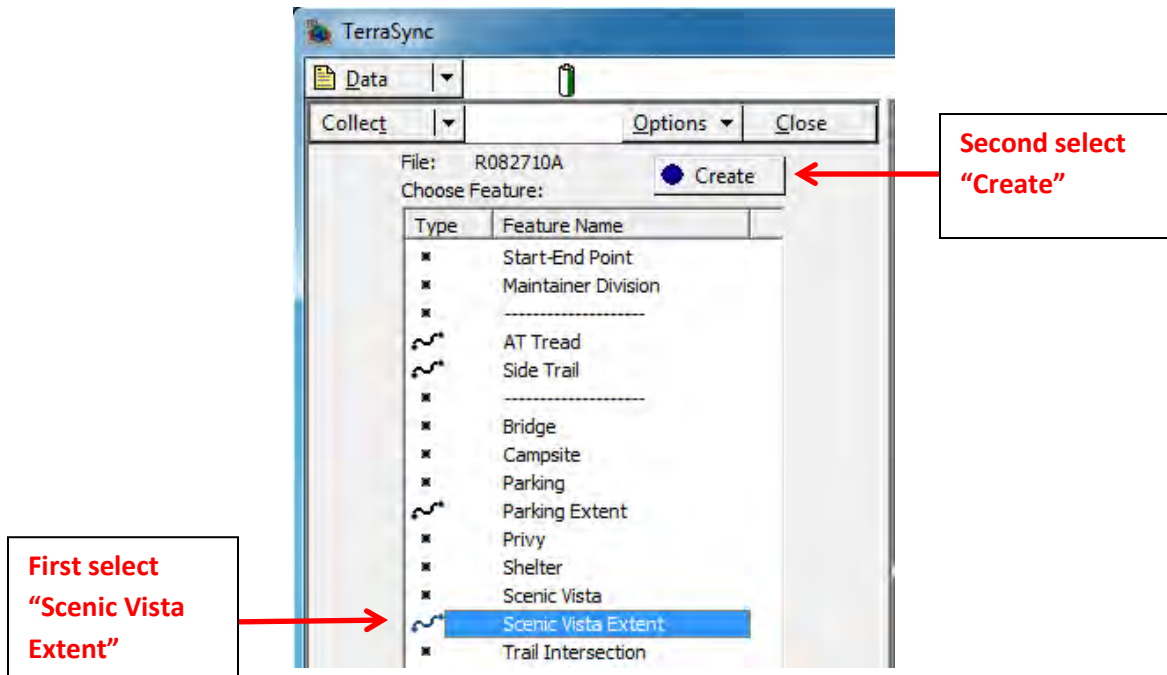 TerraSync
Data
Collect
Options
Close
File: R082710A
Create
Choose Feature:
Type Feature Name
Start-End Point
Maintainer Division
--------------------
AT Tread
Side Trail
--------------------
Bridge
Campsite
Parking
Parking Extent
Privy
Shelter
Scenic Vista
Scenic Vista Extent
Trail Intersection
Second select
“Create”
First select
“Scenic Vista
Extent”